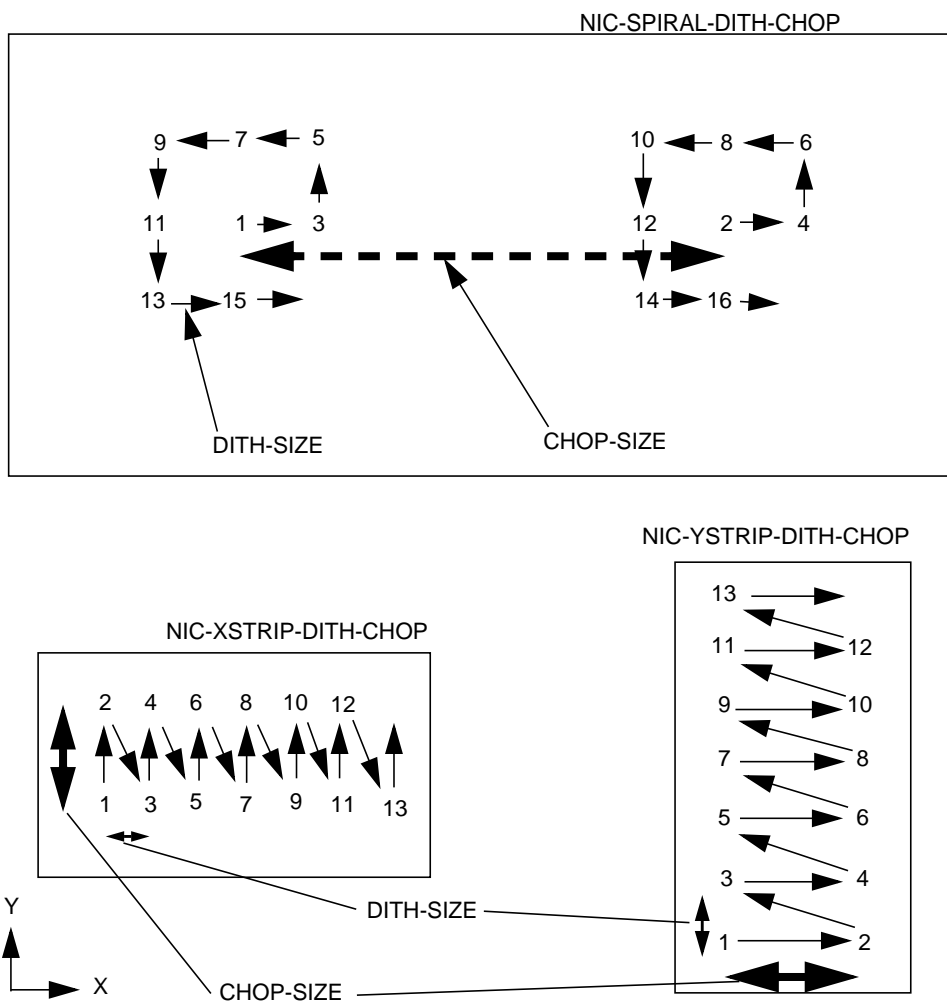 NIC-SPIRAL-DITH-CHOP
9 7 5 10 8 6
11 1 3 12 2 4
13 15 14 16
DITH-SIZE CHOP-SIZE
NIC-YSTRIP-DITH-CHOP
13
NIC-XSTRIP-DITH-CHOP
11 12
2 4 6 8 10 12
9 10
7 8
1 3 5 7 9 11 13
5 6
3 4
Y
DITH-SIZE
1 2
X
CHOP-SIZE